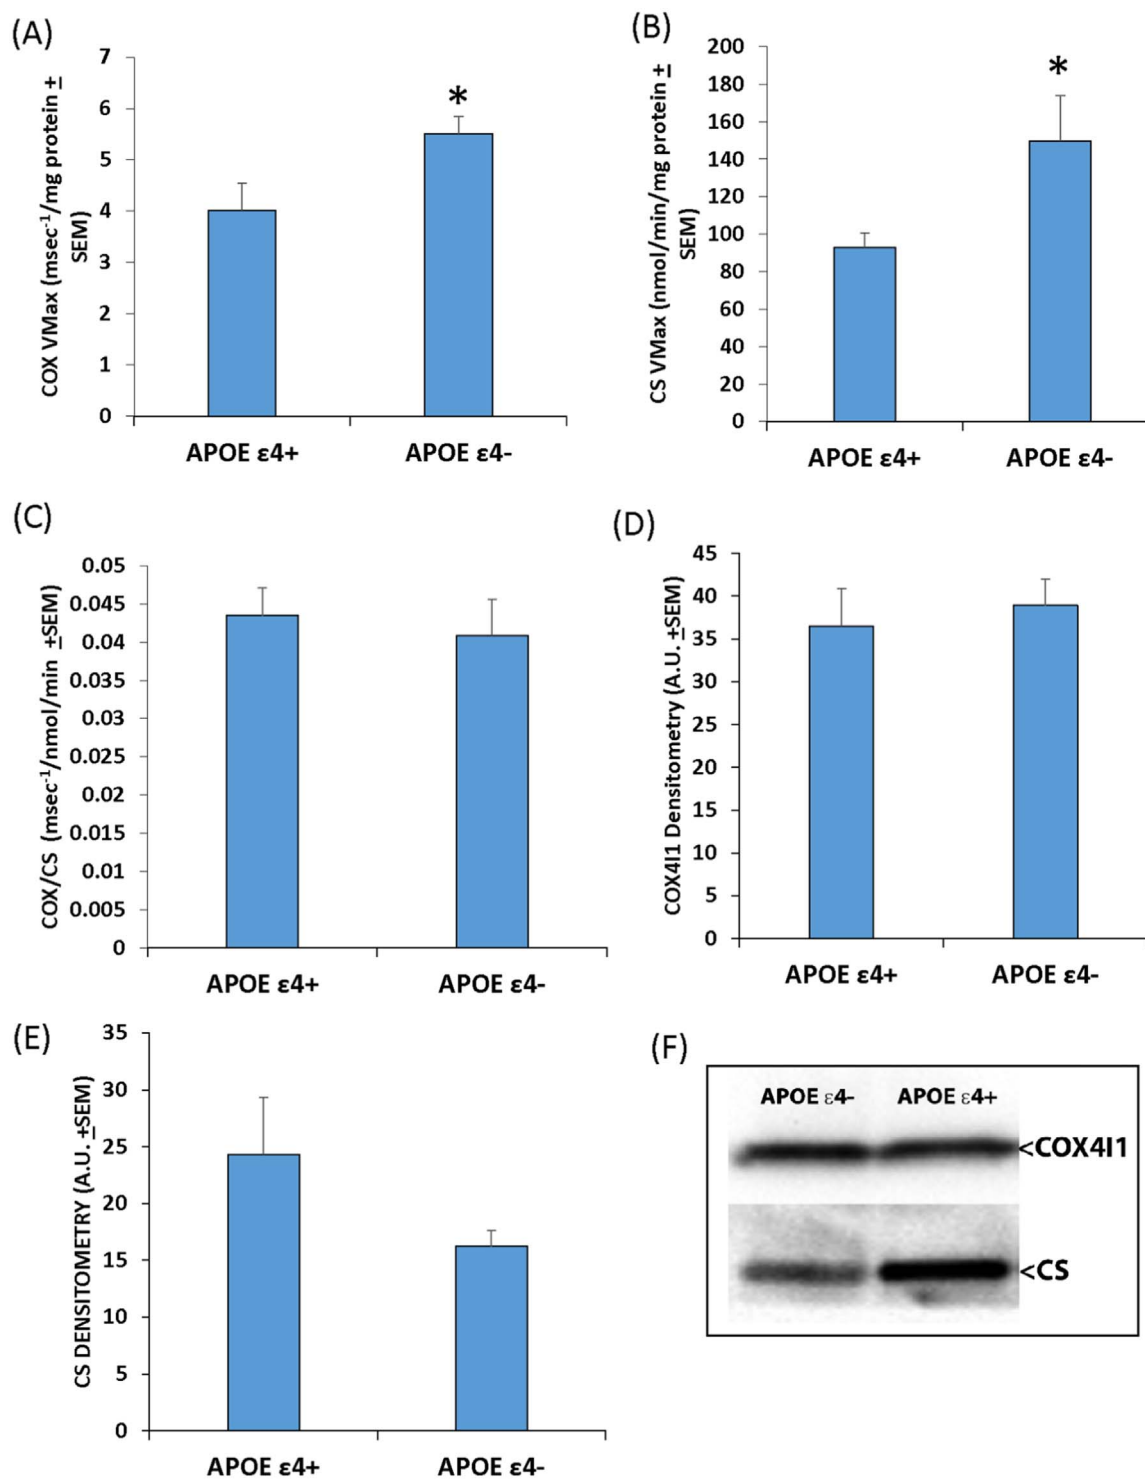 (A)
COX VMax (msec-1/mg protein ±
SEM)
7
6
5
4
3
2
1
0
*
APOE ε4+ APOE ε4-
(B)
CS VMax (nmol/min/mg protein ±
SEM)
200
180
160
140
120
100
80
60
40
20
0
*
APOE ε4+ APOE ε4-
(C)
COX/CS (msec-1/nmol/min ±SEM)
0.05
0.045
0.04
0.035
0.03
0.025
0.02
0.015
0.01
0.005
0
APOE ε4+ APOE ε4-
(D)
COX4I1 Densitometry (A.U. ±SEM)
45
40
35
30
25
20
15
10
5
0
APOE ε4+ APOE ε4-
(E)
CS DENSITOMETRY (A.U. ±SEM)
35
30
25
20
15
10
5
0
APOE ε4+ APOE ε4-
(F)
APOE ε4- APOE ε4+
<COX4I1
<CS